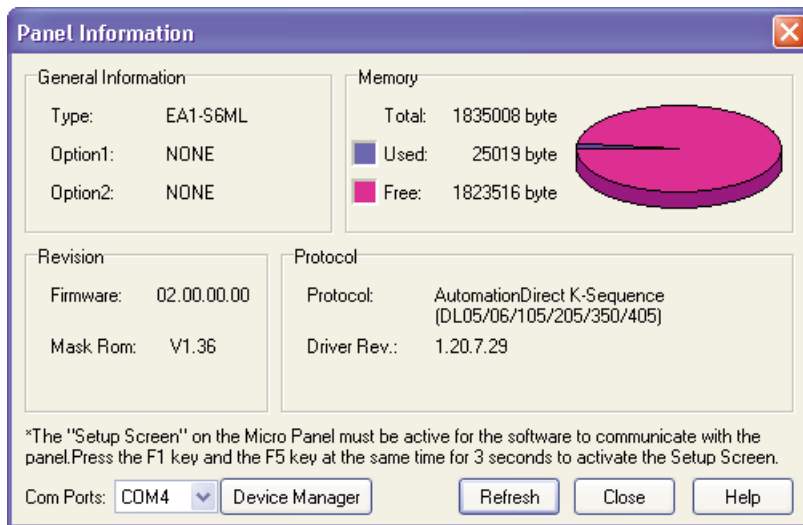 Panel Information
General Information
Type: EA1-S6ML
Option1: NONE
Option2: NONE
Memory
Total: 1835008 byte
Used: 25019 byte
Free: 1823516 byte
Revision
Firmware: 02.00.00.00
Mask Rom: V1.36
Protocol
Protocol: AutomationDirect K-Sequence
(DL05/06/105/205/350/405)
Driver Rev.: 1.20.7.29
*The "Setup Screen" on the Micro Panel must be active for the software to communicate with the
panel.Press the F1 key and the F5 key at the same time for 3 seconds to activate the Setup Screen.
Com Ports: COM4 Device Manager Refresh Close Help